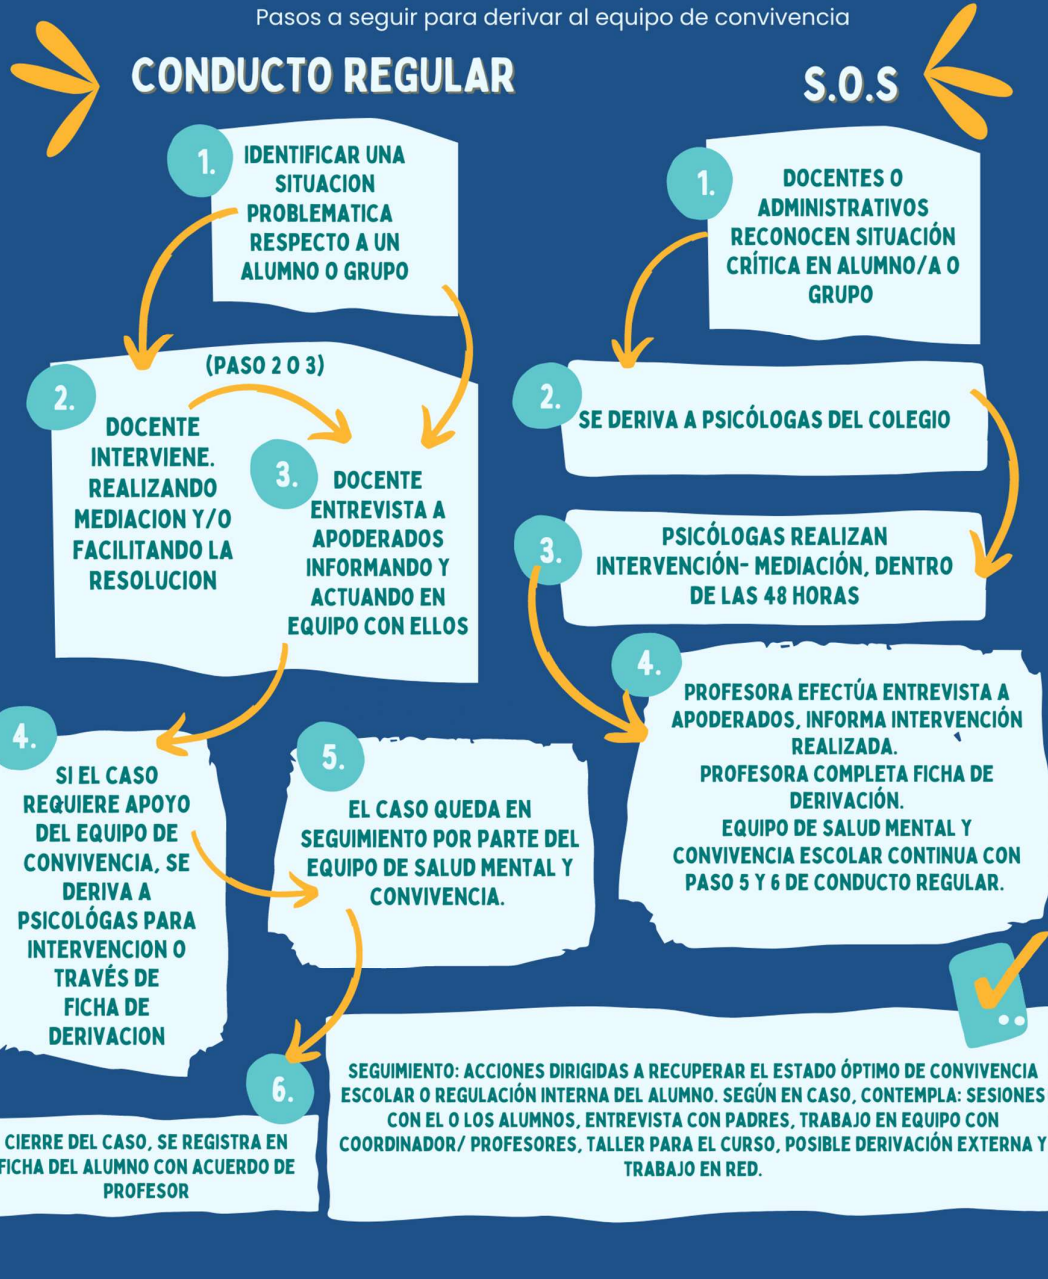 Pasos a seguir para derivar al equipo de convivencia
CONDUCTO REGULAR
1.
IDENTIFICAR UNA
SITUACION
PROBLEMATICA
RESPECTO A UN
ALUMNO O GRUPO
(PASO 2 O 3)
2.
DOCENTE
INTERVIENE.
REALIZANDO
MEDIACION Y/O
FACILITANDO LA
RESOLUCION
3.
DOCENTE
ENTREVISTA A
APODERADOS
INFORMANDO Y
ACTUANDO EN
EQUIPO CON ELLOS
4.
SI EL CASO
REQUIERE APOYO
DEL EQUIPO DE
CONVIVENCIA, SE
DERIVA A
PSICOLÓGAS PARA
INTERVENCION O
TRAVÉS DE
FICHA DE
DERIVACION
5.
EL CASO QUEDA EN
SEGUIMIENTO POR PARTE DEL
EQUIPO DE SALUD MENTAL Y
CONVIVENCIA.
6.
CIERRE DEL CASO, SE REGISTRA EN
FICHA DEL ALUMNO CON ACUERDO DE
PROFESOR
S.O.S
1.
DOCENTES O
ADMINISTRATIVOS
RECONOCEN SITUACIÓN
CRÍTICA EN ALUMNO/A O
GRUPO
2.
SE DERIVA A PSICÓLOGAS DEL COLEGIO
3.
PSICÓLOGAS REALIZAN
INTERVENCIÓN- MEDIACIÓN, DENTRO
DE LAS 48 HORAS
4.
PROFESORA EFECTÚA ENTREVISTA A
APODERADOS, INFORMA INTERVENCIÓN
REALIZADA.
PROFESORA COMPLETA FICHA DE
DERIVACIÓN.
EQUIPO DE SALUD MENTAL Y
CONVIVENCIA ESCOLAR CONTINUA CON
PASO 5 Y 6 DE CONDUCTO REGULAR.
SEGUIMIENTO: ACCIONES DIRIGIDAS A RECUPERAR EL ESTADO ÓPTIMO DE CONVIVENCIA
ESCOLAR O REGULACIÓN INTERNA DEL ALUMNO. SEGÚN EN CASO, CONTEMPLA: SESIONES
CON EL O LOS ALUMNOS, ENTREVISTA CON PADRES, TRABAJO EN EQUIPO CON
COORDINADOR/ PROFESORES, TALLER PARA EL CURSO, POSIBLE DERIVACIÓN EXTERNA Y
TRABAJO EN RED.